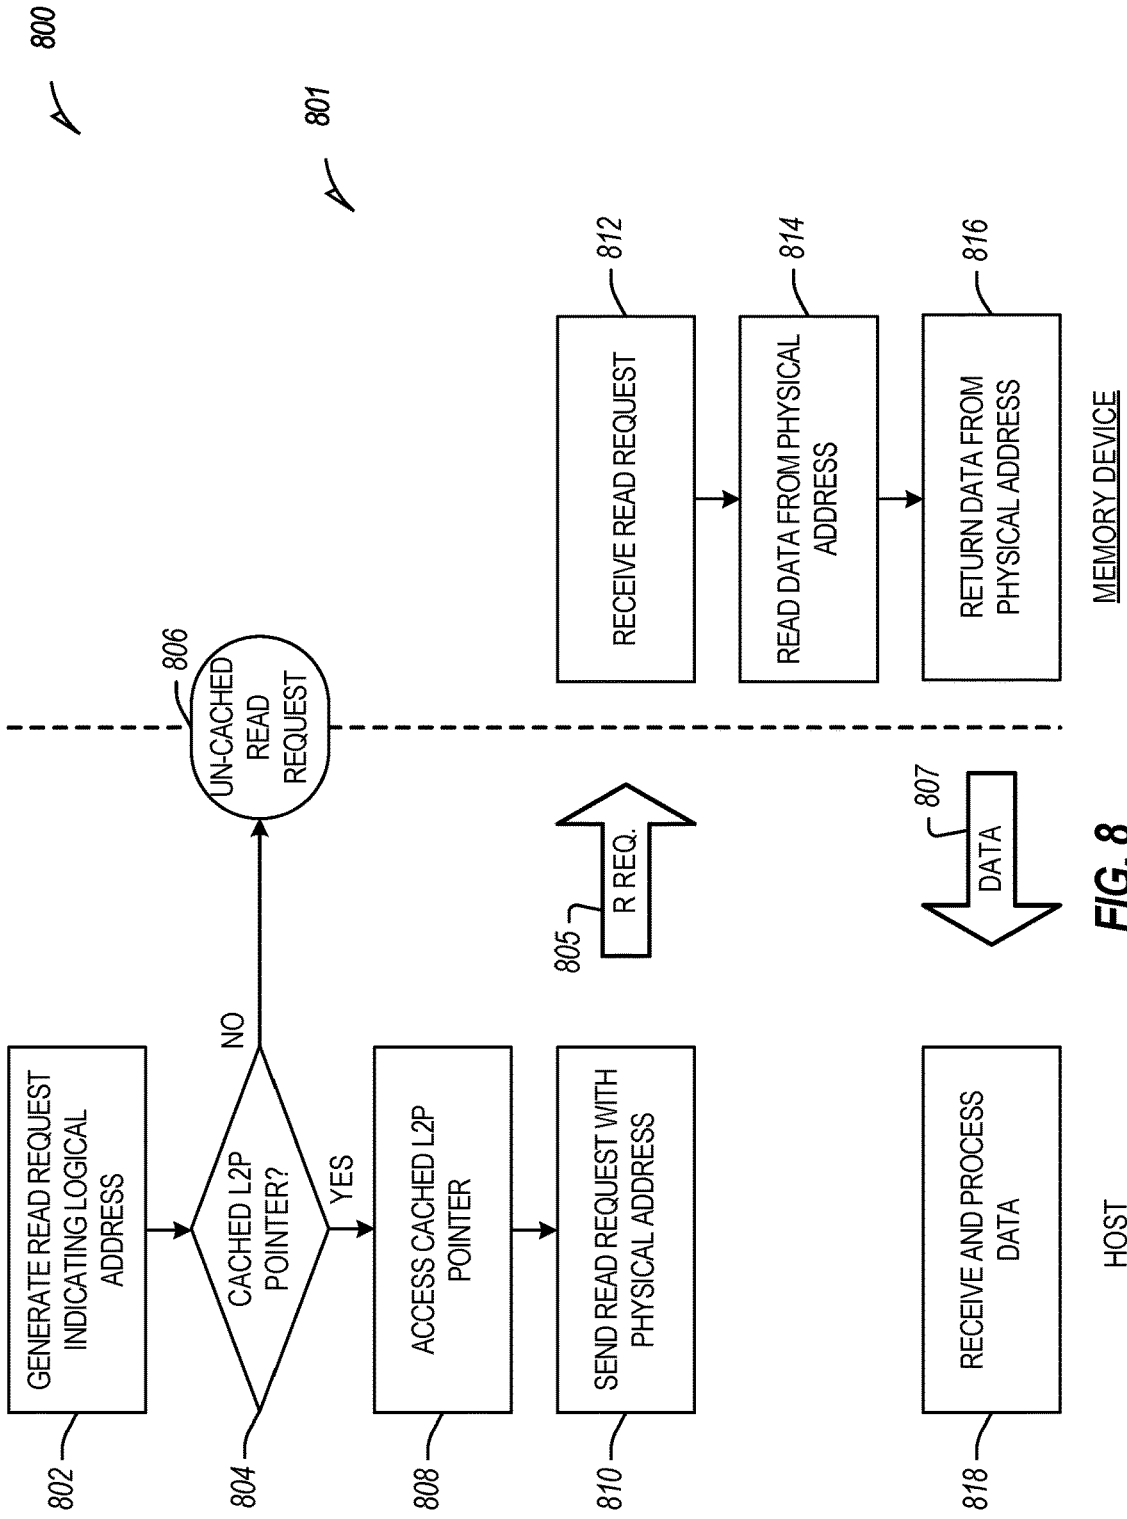 800
801
802
GENERATE READ REQUEST
INDICATING LOGICAL
ADDRESS
804
CACHED L2P
POINTER?
NO
YES
806
UN-CACHED
READ
REQUEST
808
ACCESS CACHED L2P
POINTER
810
SEND READ REQUEST WITH
PHYSICAL ADDRESS
805
R REQ.
812
RECEIVE READ REQUEST
814
READ DATA FROM PHYSICAL
ADDRESS
816
RETURN DATA FROM
PHYSICAL ADDRESS
807
DATA
818
RECEIVE AND PROCESS
DATA
HOST
MEMORY DEVICE
FIG. 8